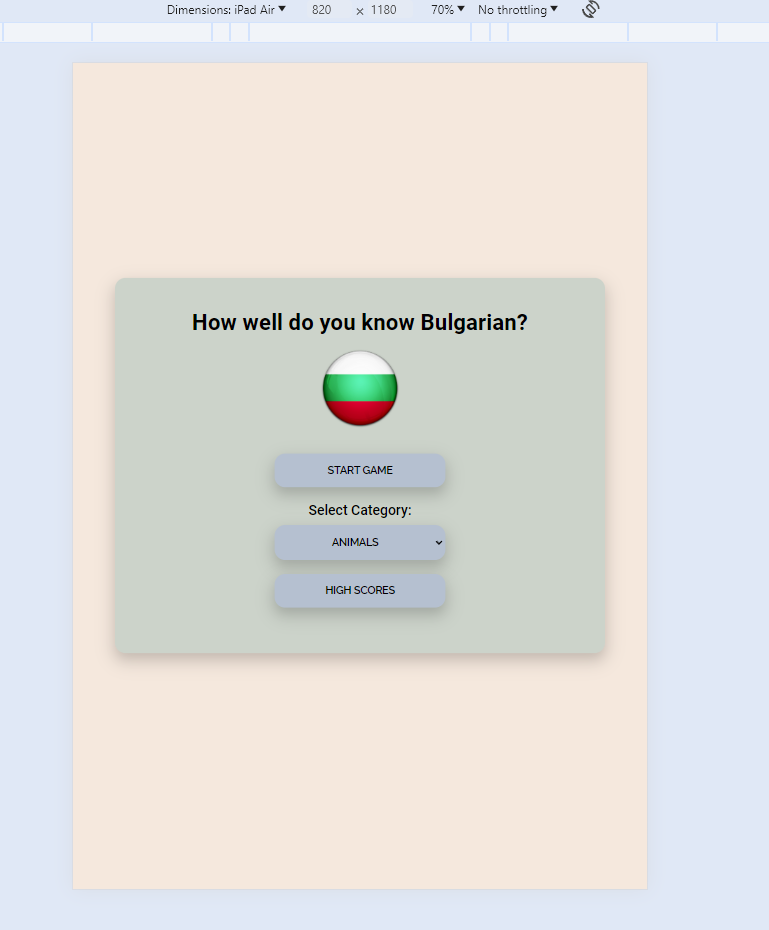 Dimensions: iPad Air 820 × 1180 70% No throttling
How well do you know Bulgarian?
START GAME
Select Category:
ANIMALS
HIGH SCORES